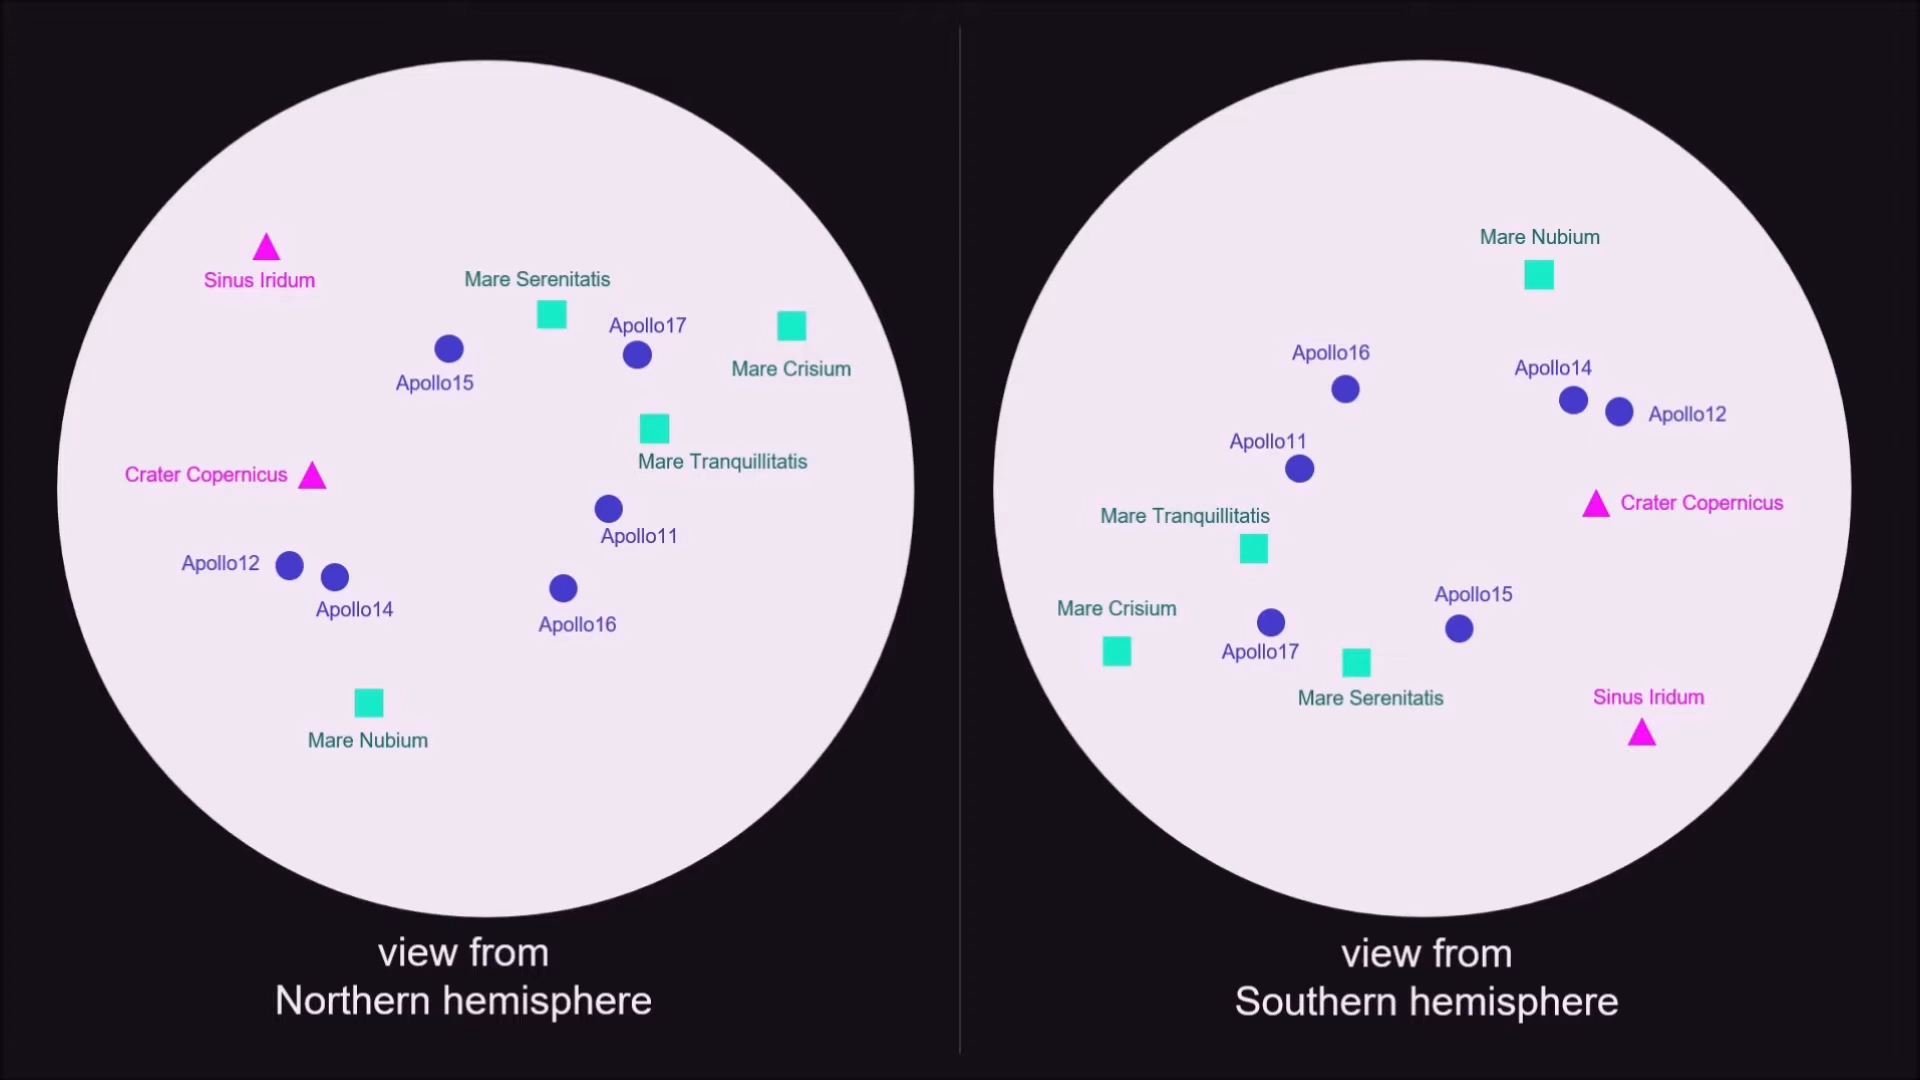 Sinus Iridum
Mare Serenitatis
Apollo17
Mare Crisium
Apollo15
Mare Tranquillitatis
Crater Copernicus
Apollo11
Apollo12
Apollo14
Apollo16
Mare Nubium
view from
Northern hemisphere
Mare Nubium
Apollo16
Apollo14
Apollo12
Apollo11
Crater Copernicus
Mare Tranquillitatis
Apollo15
Mare Crisium
Apollo17
Mare Serenitatis
Sinus Iridum
view from
Southern hemisphere